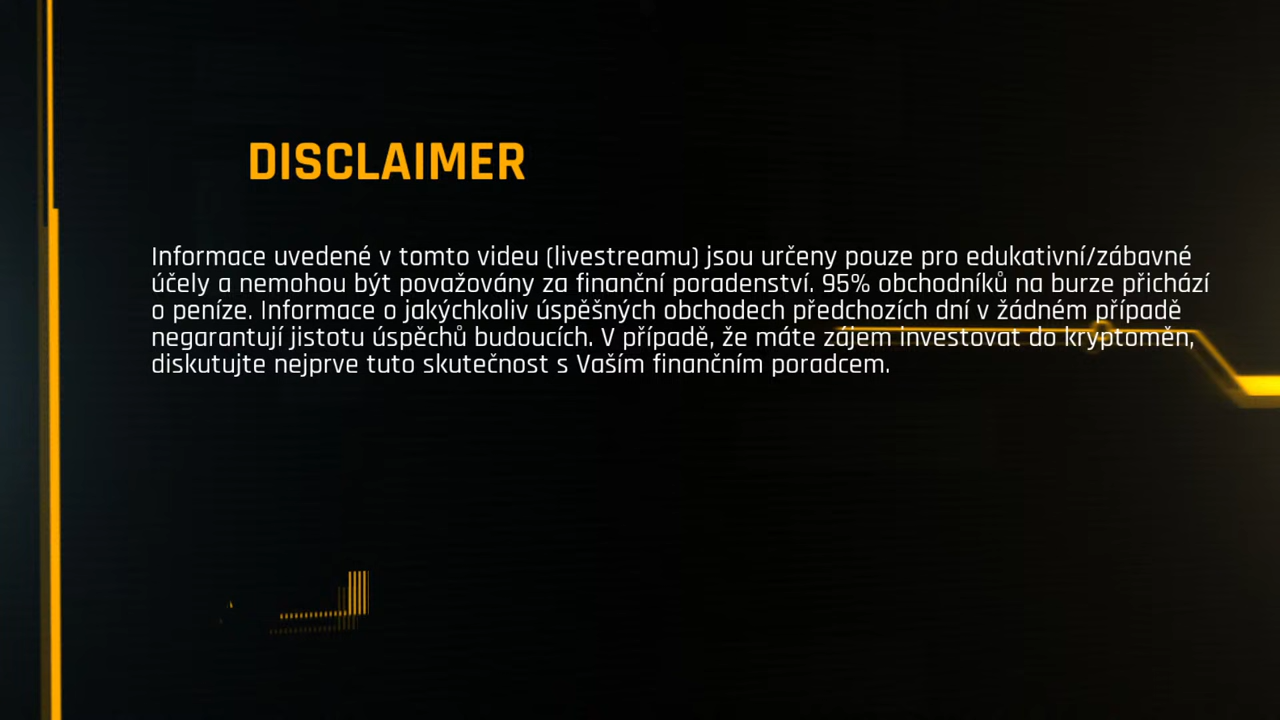 DISCLAIMER
Informace uvedené v tomto videu (livestreamu) jsou určeny pouze pro edukativní/zábavné
účely a nemohou být považovány za finanční poradenství. 95% obchodníků na burze přichází
o peníze. Informace o jakýchkoliv úspěšných obchodech předchozích dní v žádném případě
negarantují jistotu úspěchů budoucích. V případě, že máte zájem investovat do kryptoměn,
diskutujte nejprve tuto skutečnost s Vaším finančním poradcem.